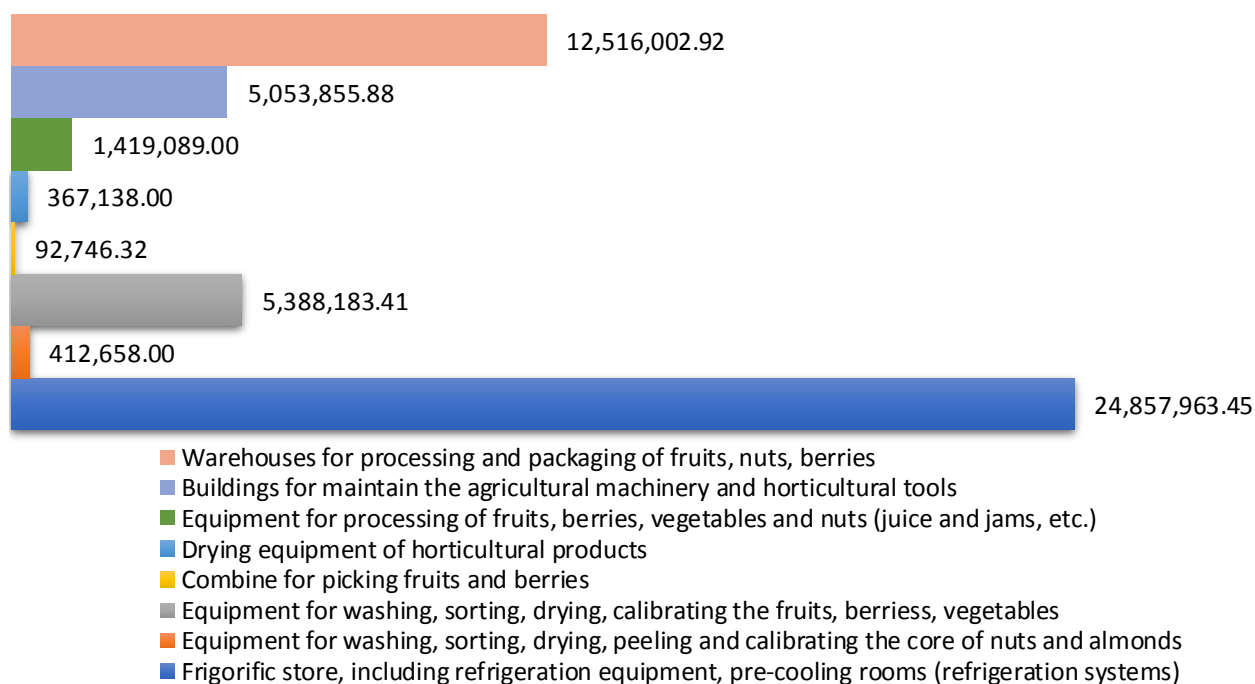 12,516,002.92
5,053,855.88
1,419,089.00
367,138.00
92,746.32
5,388,183.41
412,658.00
24,857,963.45
Warehouses for processing and packaging of fruits, nuts, berries
Buildings for maintain the agricultural machinery and horticultural tools
Equipment for processing of fruits, berries, vegetables and nuts (juice and jams, etc.)
Drying equipment of horticultural products
Combine for picking fruits and berries
Equipment for washing, sorting, drying, calibrating the fruits, berriess, vegetables
Equipment for washing, sorting, drying, peeling and calibrating the core of nuts and almonds
Frigorific store, including refrigeration equipment, pre-cooling rooms (refrigeration systems)